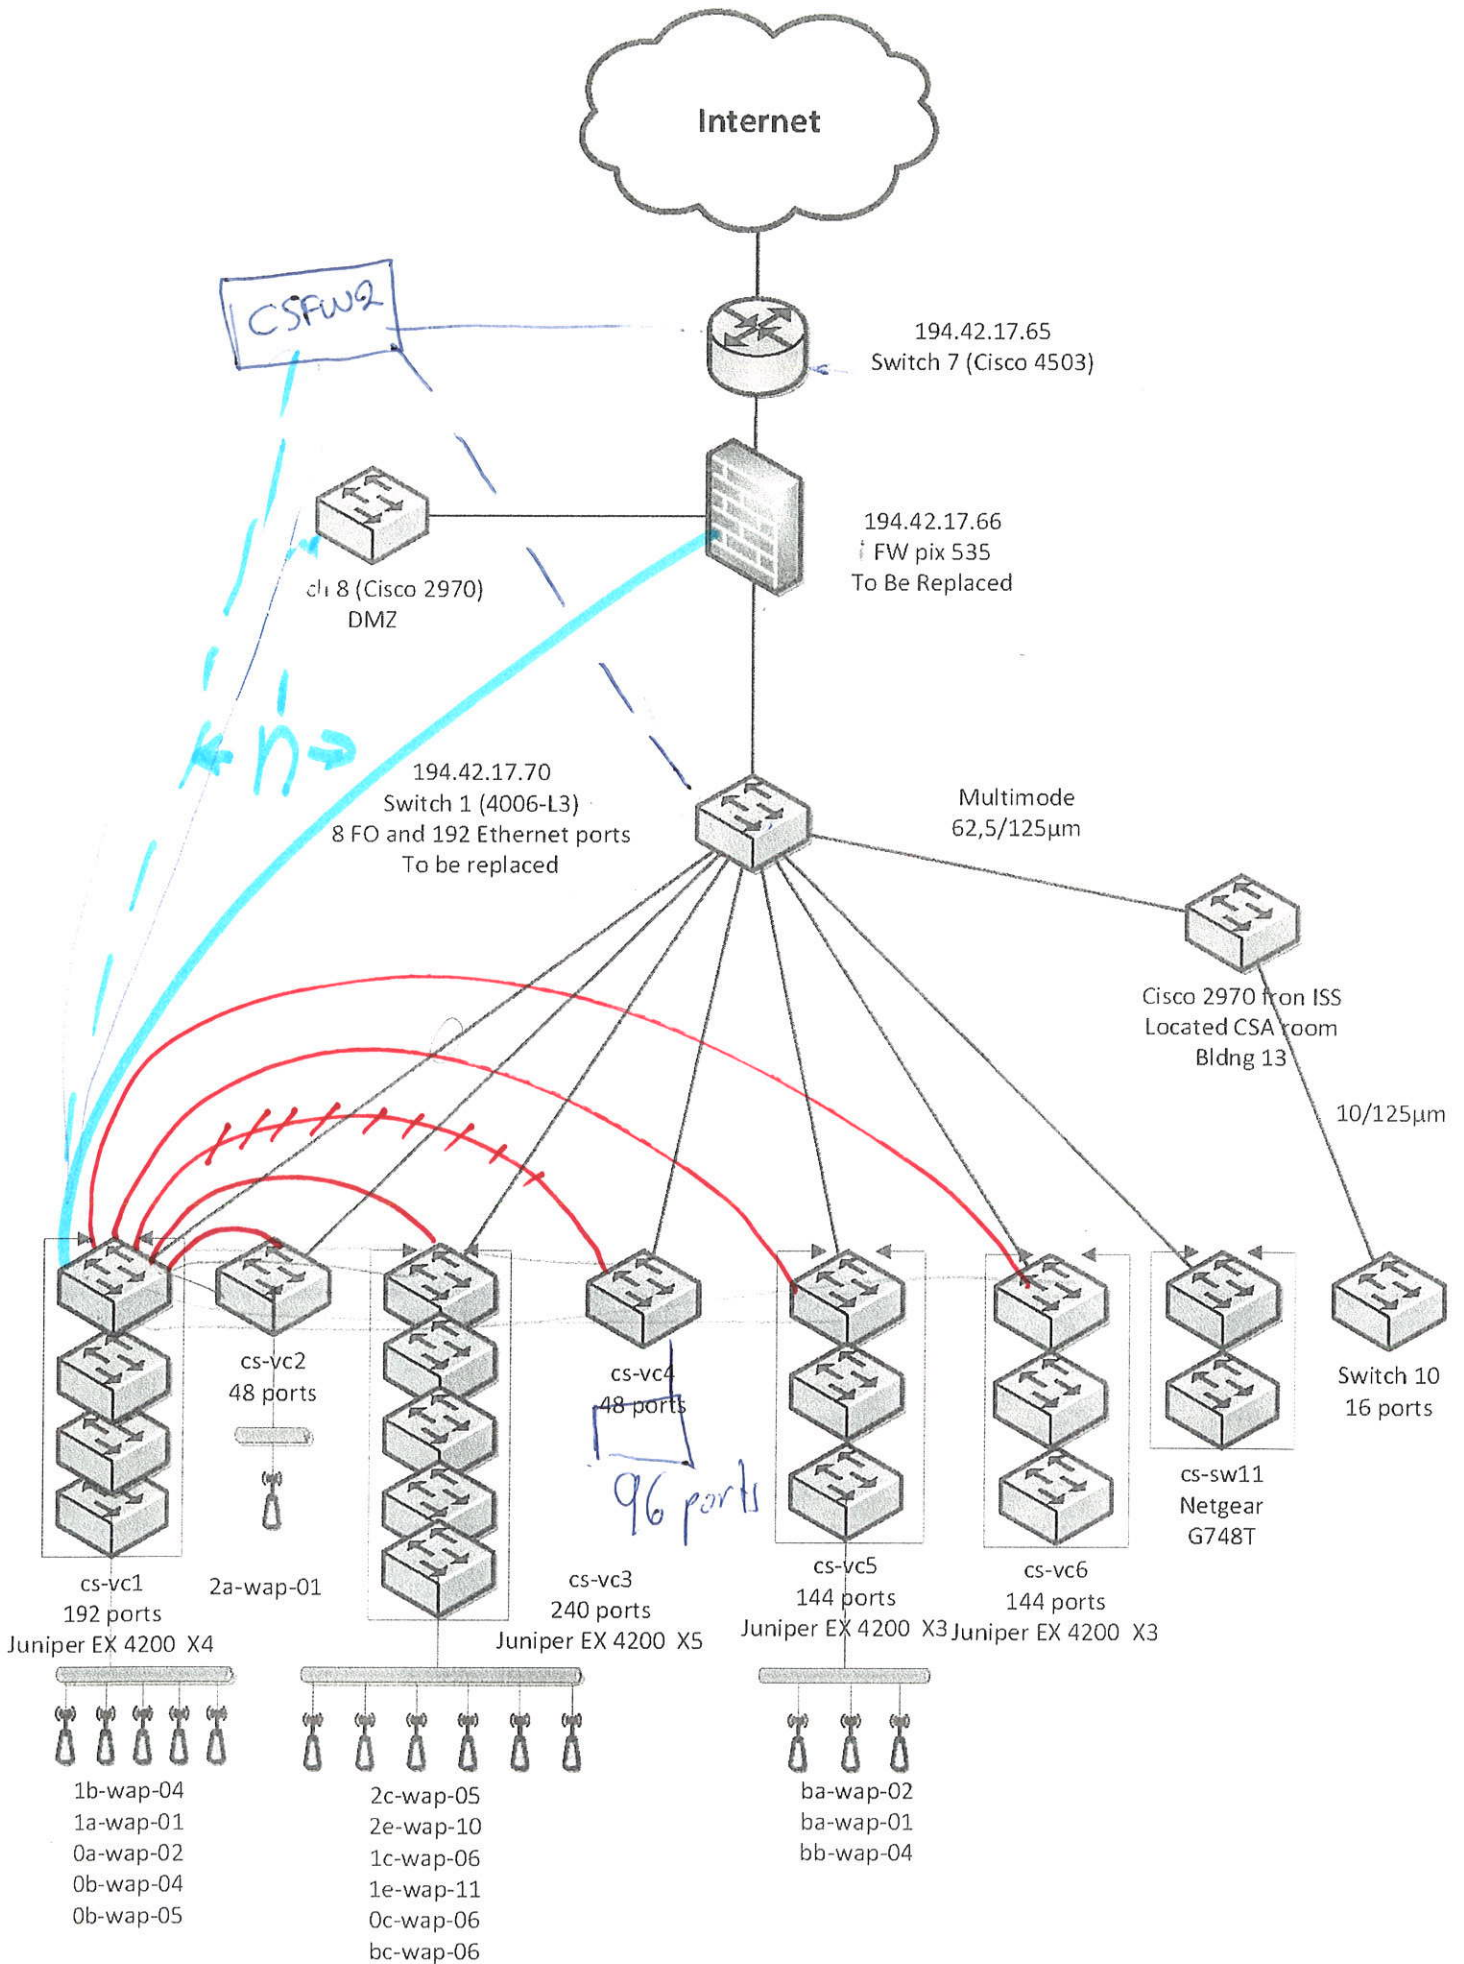 Internet
CSFW2
194.42.17.65
Switch 7 (Cisco 4503)
194.42.17.66
FW pix 535
To Be Replaced
ch 8 (Cisco 2970)
DMZ
n
194.42.17.70
Switch 1 (4006-L3)
8 FO and 192 Ethernet ports
To be replaced
Multimode
62,5/125µm
Cisco 2970 fron ISS
Located CSA room
Bldng 13
10/125µm
cs-vc2
48 ports
2a-wap-01
cs-vc4
48 ports
96 ports
Switch 10
16 ports
cs-sw11
Netgear
G748T
cs-vc1
192 ports
Juniper EX 4200 X4
cs-vc3
240 ports
Juniper EX 4200 X5
cs-vc5
144 ports
Juniper EX 4200 X3
cs-vc6
144 ports
Juniper EX 4200 X3
1b-wap-04
1a-wap-01
0a-wap-02
0b-wap-04
0b-wap-05
2c-wap-05
2e-wap-10
1c-wap-06
1e-wap-11
0c-wap-06
bc-wap-06
ba-wap-02
ba-wap-01
bb-wap-04